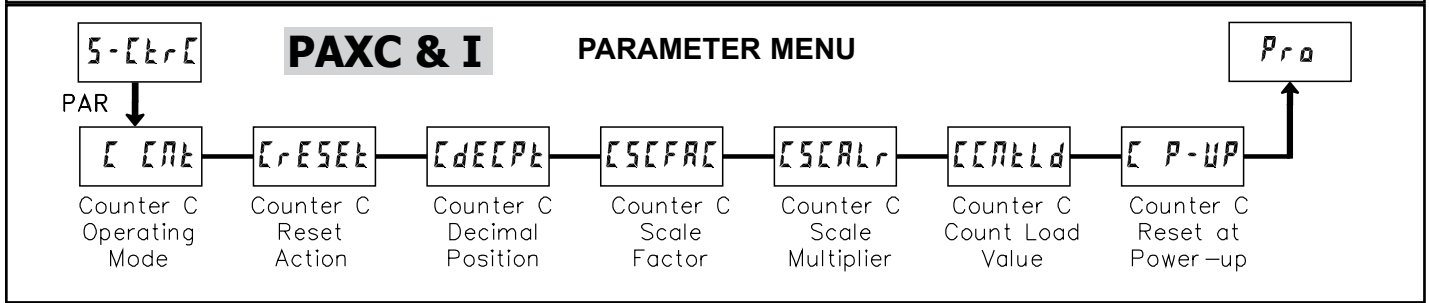 5-CtrC
PAXC & I
PARAMETER MENU
Pro
PAR
C CNt
CrESEt
CdECPt
CSCFAC
CSCALr
CCNtLd
C P-UP
Counter C
Operating
Mode
Counter C
Reset
Action
Counter C
Decimal
Position
Counter C
Scale
Factor
Counter C
Scale
Multiplier
Counter C
Count Load
Value
Counter C
Reset at
Power-up